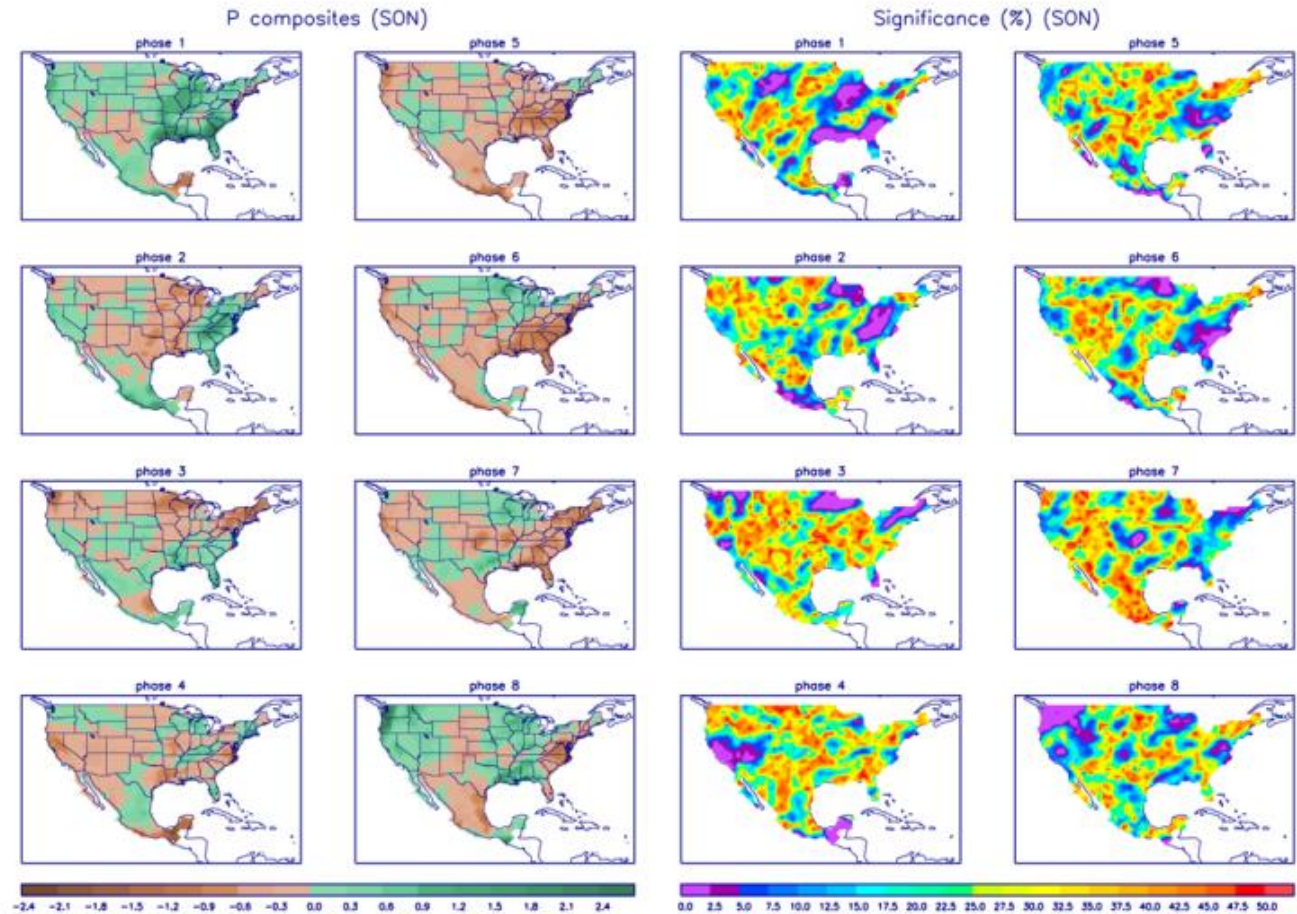 P composites (SON) Significance (%) (SON)
phase 1 phase 5 phase 1 phase 5
phase 2 phase 6 phase 2 phase 6
phase 3 phase 7 phase 3 phase 7
phase 4 phase 8 phase 4 phase 8
-2.4 -2.1 -1.8 -1.5 -1.2 -0.9 -0.6 -0.3 0.0 0.3 0.6 0.9 1.2 1.5 1.8 2.1 2.4 0.0 2.5 5.0 7.5 10.0 12.5 15.0 17.5 20.0 22.5 25.0 27.5 30.0 32.5 35.0 37.5 40.0 42.5 45.0 47.5 50.0